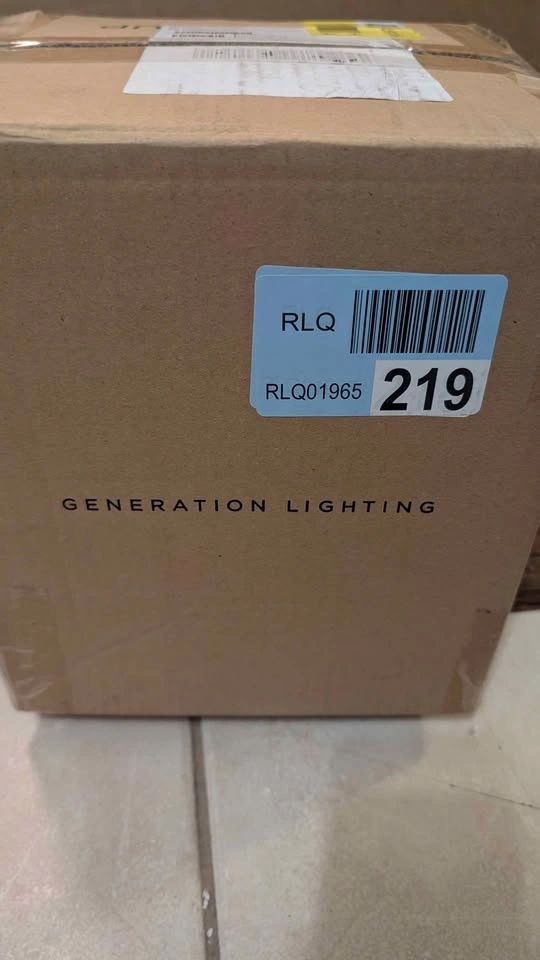 RLQ
RLQ01965
219
GENERATION LIGHTING